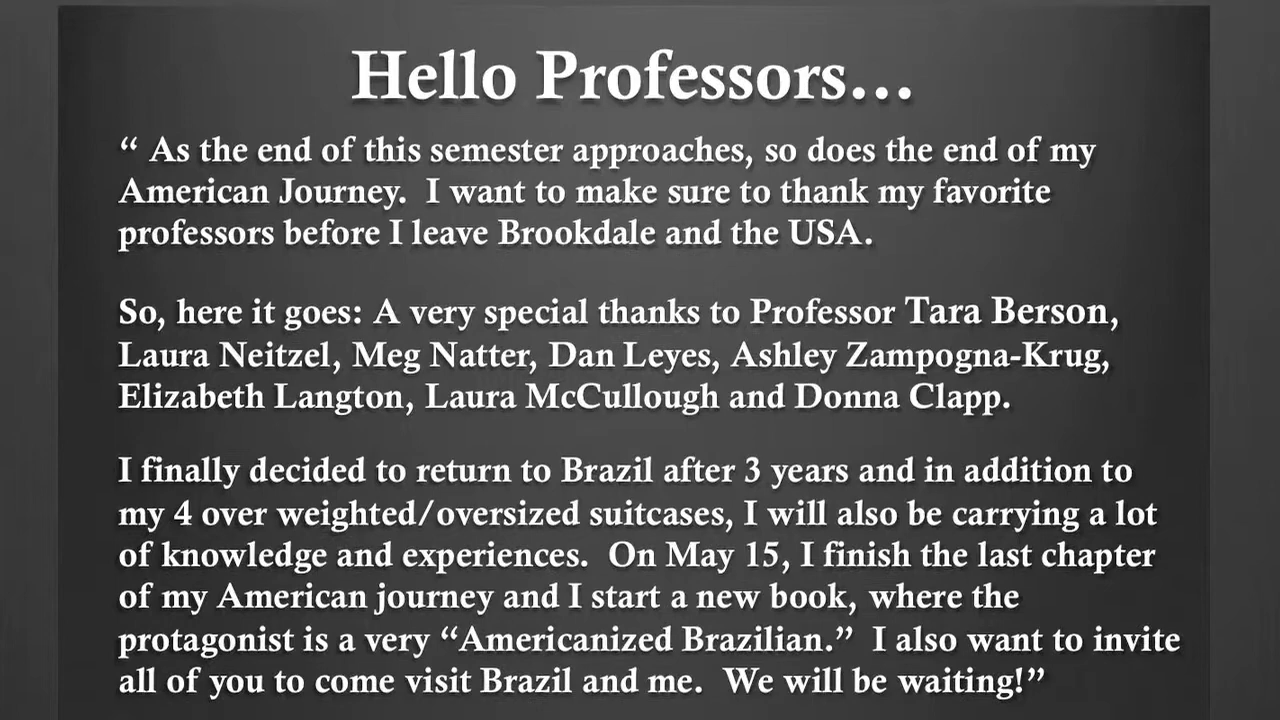 Hello Professors...
“ As the end of this semester approaches, so does the end of my
American Journey.  I want to make sure to thank my favorite
professors before I leave Brookdale and the USA.
So, here it goes: A very special thanks to Professor Tara Berson,
Laura Neitzel, Meg Natter, Dan Leyes, Ashley Zampogna-Krug,
Elizabeth Langton, Laura McCullough and Donna Clapp.
I finally decided to return to Brazil after 3 years and in addition to
my 4 over weighted/oversized suitcases, I will also be carrying a lot
of knowledge and experiences.  On May 15, I finish the last chapter
of my American journey and I start a new book, where the
protagonist is a very “Americanized Brazilian.”  I also want to invite
all of you to come visit Brazil and me.  We will be waiting!”